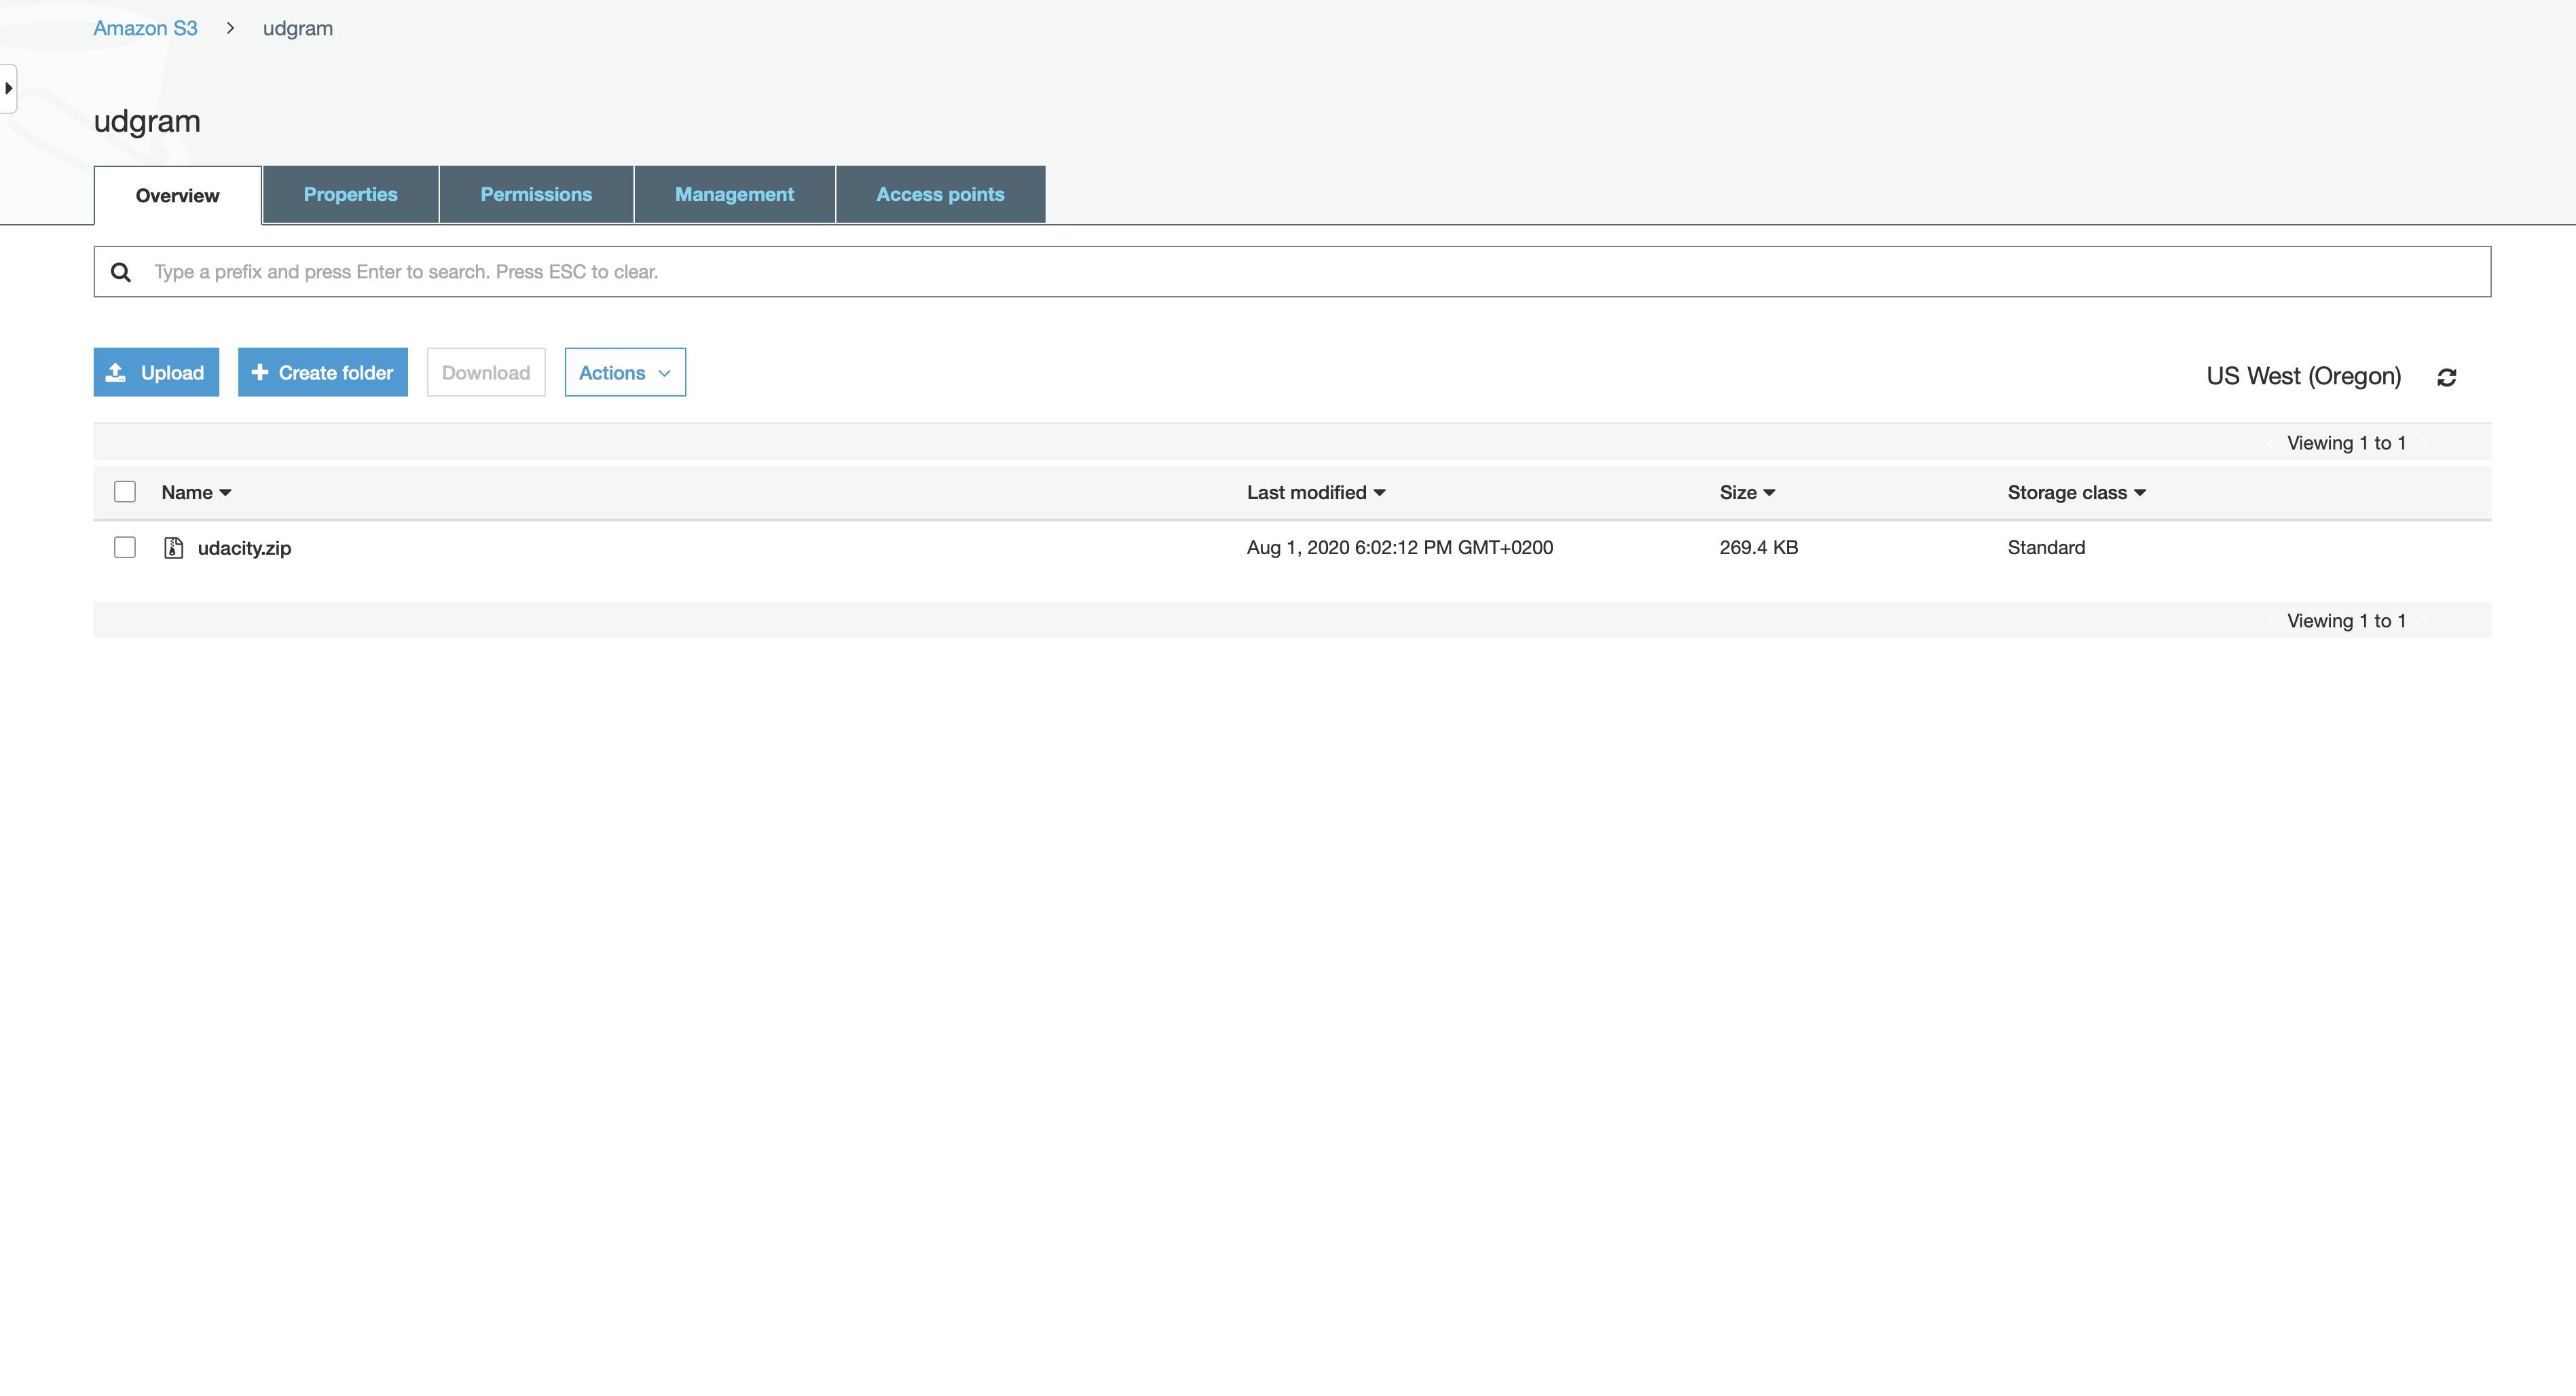 Amazon S3 > udgram
udgram
Overview Properties Permissions Management Access points
Type a prefix and press Enter to search. Press ESC to clear.
Upload + Create folder Download Actions US West (Oregon)
Viewing 1 to 1
Name Last modified Size Storage class
udacity.zip Aug 1, 2020 6:02:12 PM GMT+0200 269.4 KB Standard
Viewing 1 to 1